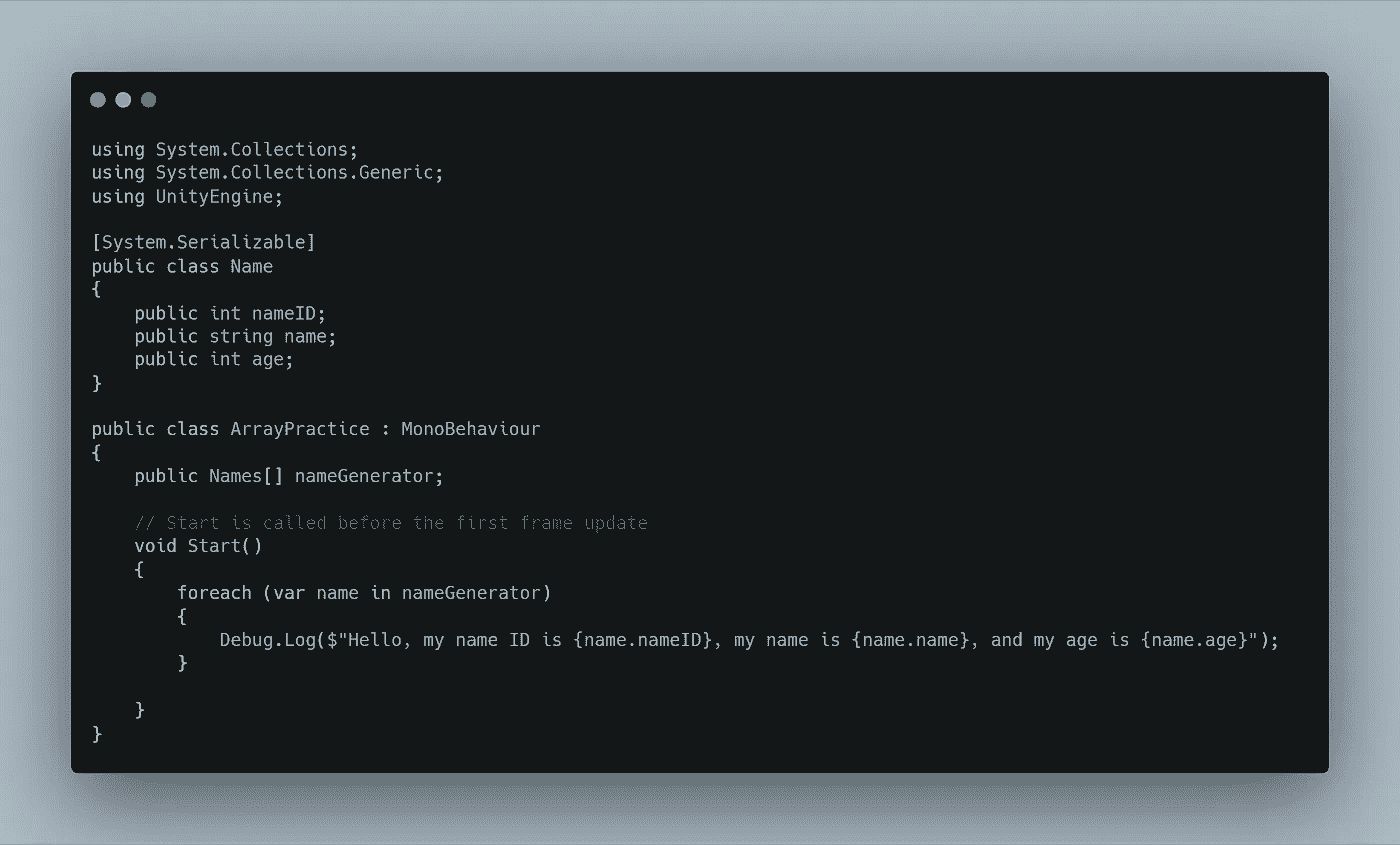 using System.Collections;
using System.Collections.Generic;
using UnityEngine;

[System.Serializable]
public class Name
{
    public int nameID;
    public string name;
    public int age;
}

public class ArrayPractice : MonoBehaviour
{
    public Names[] nameGenerator;

    // Start is called before the first frame update
    void Start()
    {
        foreach (var name in nameGenerator)
        {
            Debug.Log($"Hello, my name ID is {name.nameID}, my name is {name.name}, and my age is {name.age}");
        }

    }
}